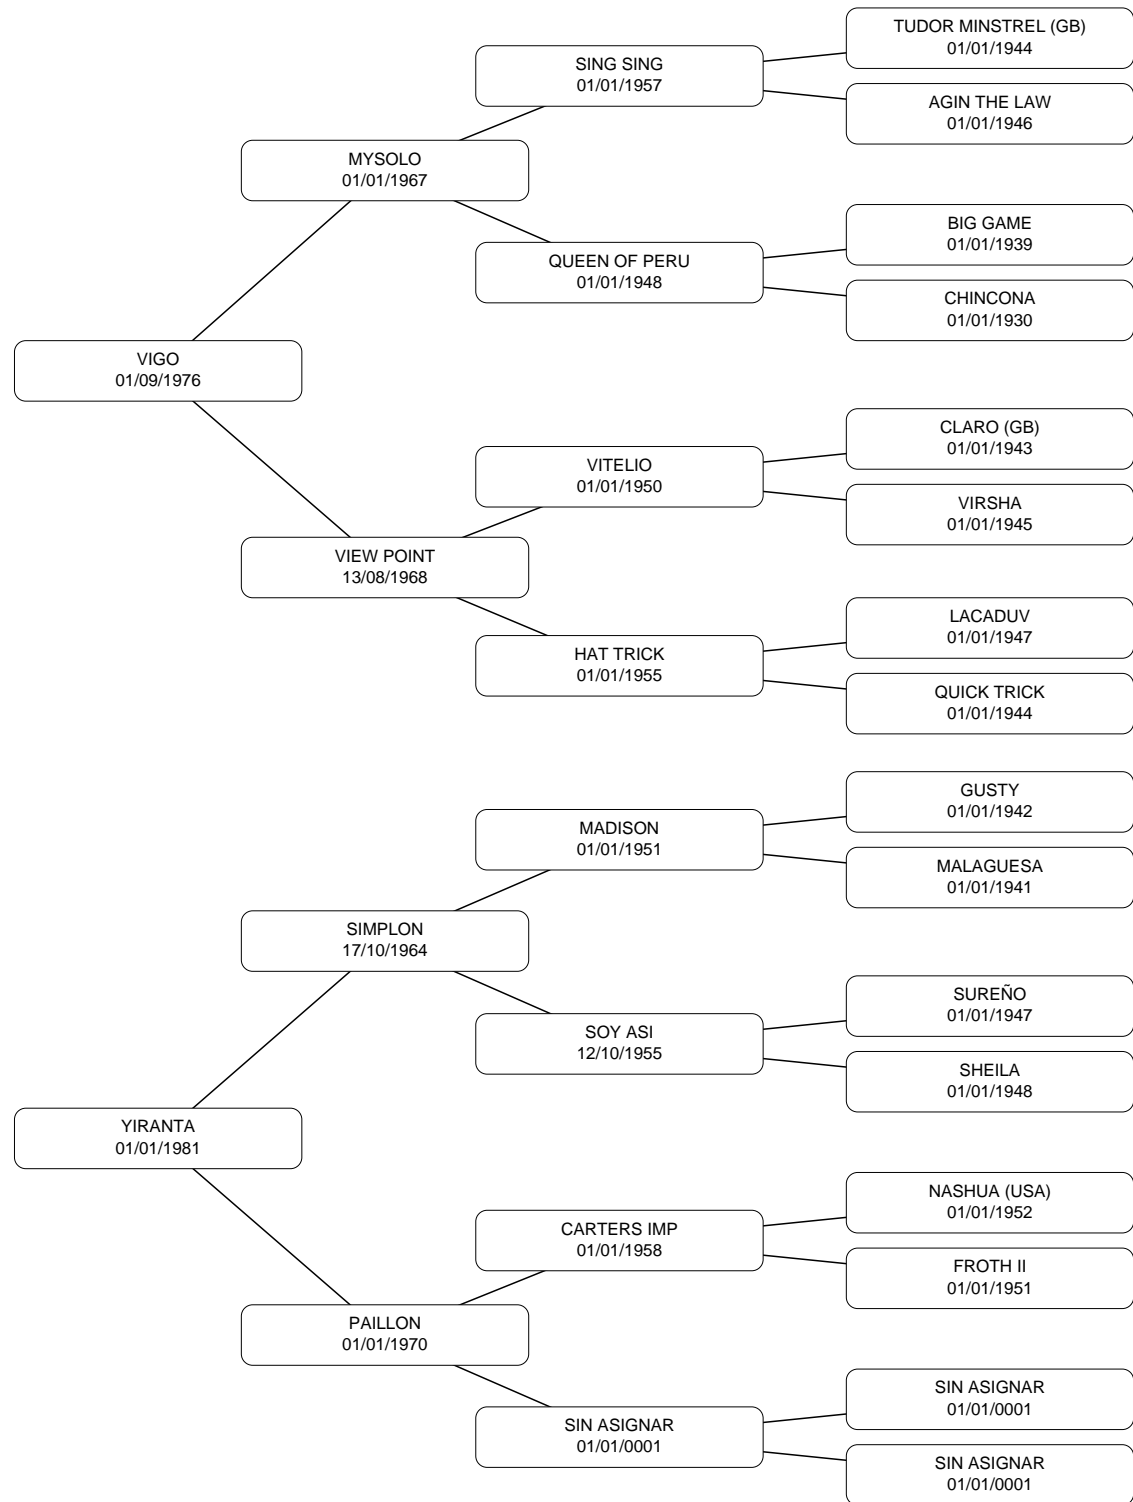 TUDOR MINSTREL (GB)
01/01/1944
SING SING
01/01/1957
AGIN THE LAW
01/01/1946
MYSOLO
01/01/1967
BIG GAME
01/01/1939
QUEEN OF PERU
01/01/1948
CHINCONA
01/01/1930
VIGO
01/09/1976
CLARO (GB)
01/01/1943
VITELIO
01/01/1950
VIRSHA
01/01/1945
VIEW POINT
13/08/1968
LACADUV
01/01/1947
HAT TRICK
01/01/1955
QUICK TRICK
01/01/1944
GUSTY
01/01/1942
MADISON
01/01/1951
MALAGUESA
01/01/1941
SIMPLON
17/10/1964
SUREÑO
01/01/1947
SOY ASI
12/10/1955
SHEILA
01/01/1948
YIRANTA
01/01/1981
NASHUA (USA)
01/01/1952
CARTERS IMP
01/01/1958
FROTH II
01/01/1951
PAILLON
01/01/1970
SIN ASIGNAR
01/01/0001
SIN ASIGNAR
01/01/0001
SIN ASIGNAR
01/01/0001